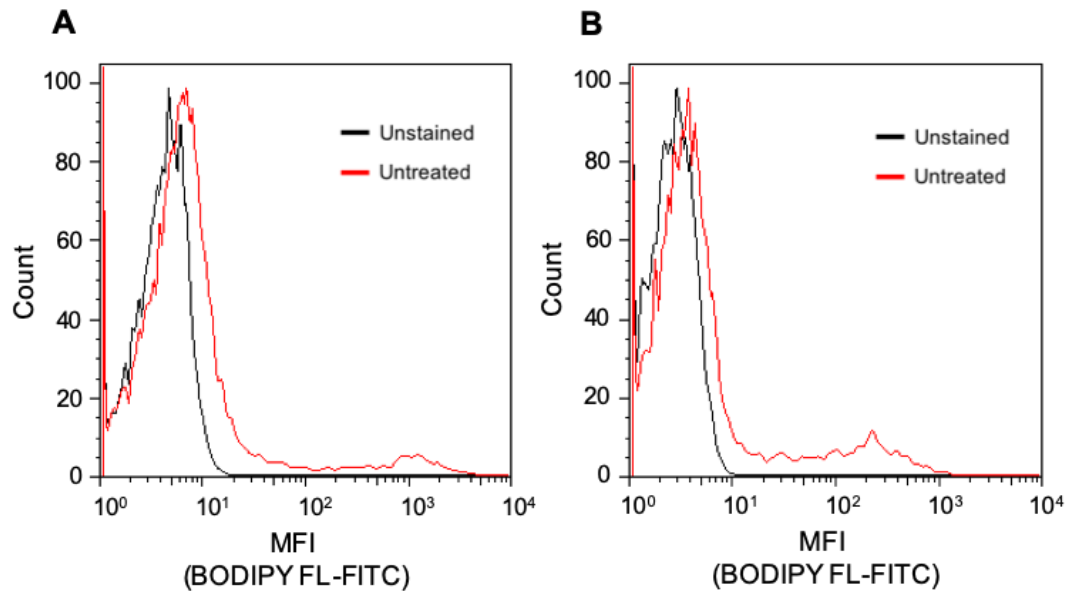 A
100
80
60
40
20
0
Count
Unstained
Untreated
10⁰
10¹
10²
10³
10⁴
MFI
(BODIPY FL-FITC)
B
100
80
60
40
20
0
Count
Unstained
Untreated
10⁰
10¹
10²
10³
10⁴
MFI
(BODIPY FL-FITC)